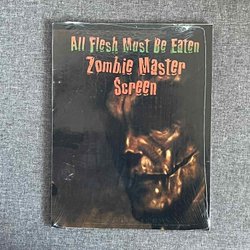 All Flesh Must Be Eaten
Zombie Master
Screen